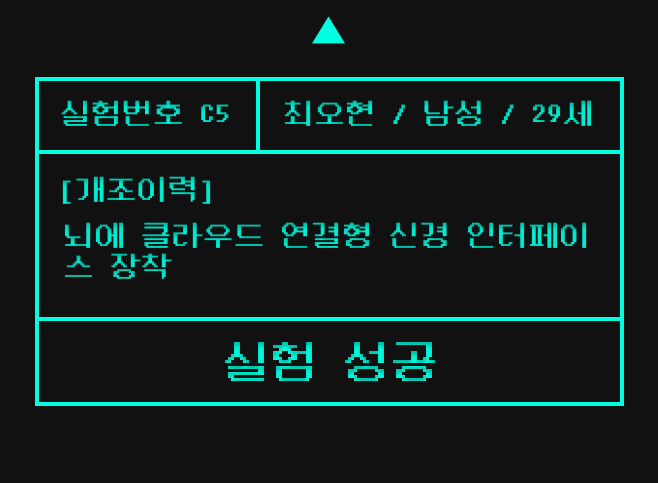 실험번호 C5
최오현 / 남성 / 29세
[개조이력]
뇌에 클라우드 연결형 신경 인터페이
스 장착
실험 성공